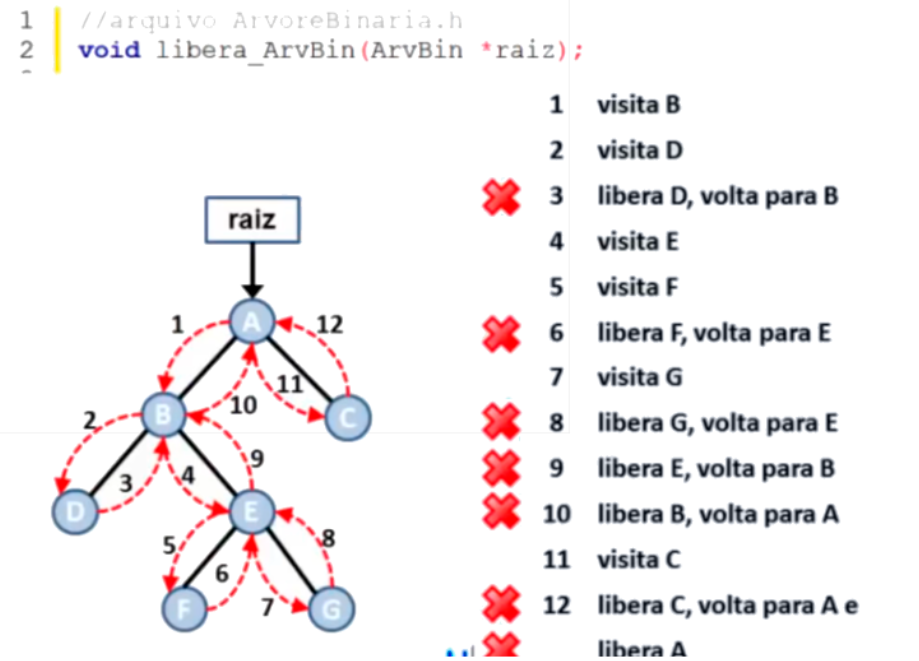 1 //arquivo ArvoreBinaria.h
2 void libera_ArvBin(ArvBin *raiz);
1 visita B
2 visita D
3 libera D, volta para B
4 visita E
5 visita F
6 libera F, volta para E
7 visita G
8 libera G, volta para E
9 libera E, volta para B
10 libera B, volta para A
11 visita C
12 libera C, volta para A e
libera A
raiz
A
1
12
11
10
B
C
2
9
3
4
D
E
5
8
6
7
F
G